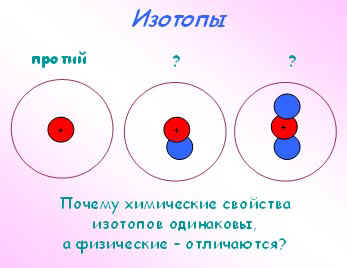 Изотопы
протий ? ?
+ + +
Почему химические свойства
изотопов одинаковы,
а физические - отличаются?